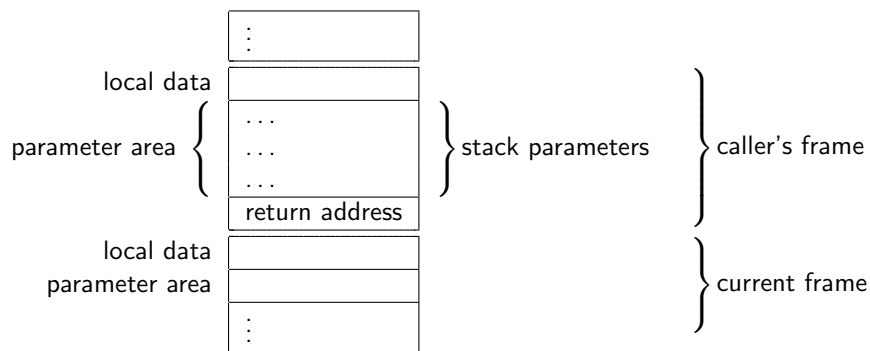 ⋮
local data
...
parameter area ... stack parameters caller's frame
...
return address
local data
parameter area current frame
⋮